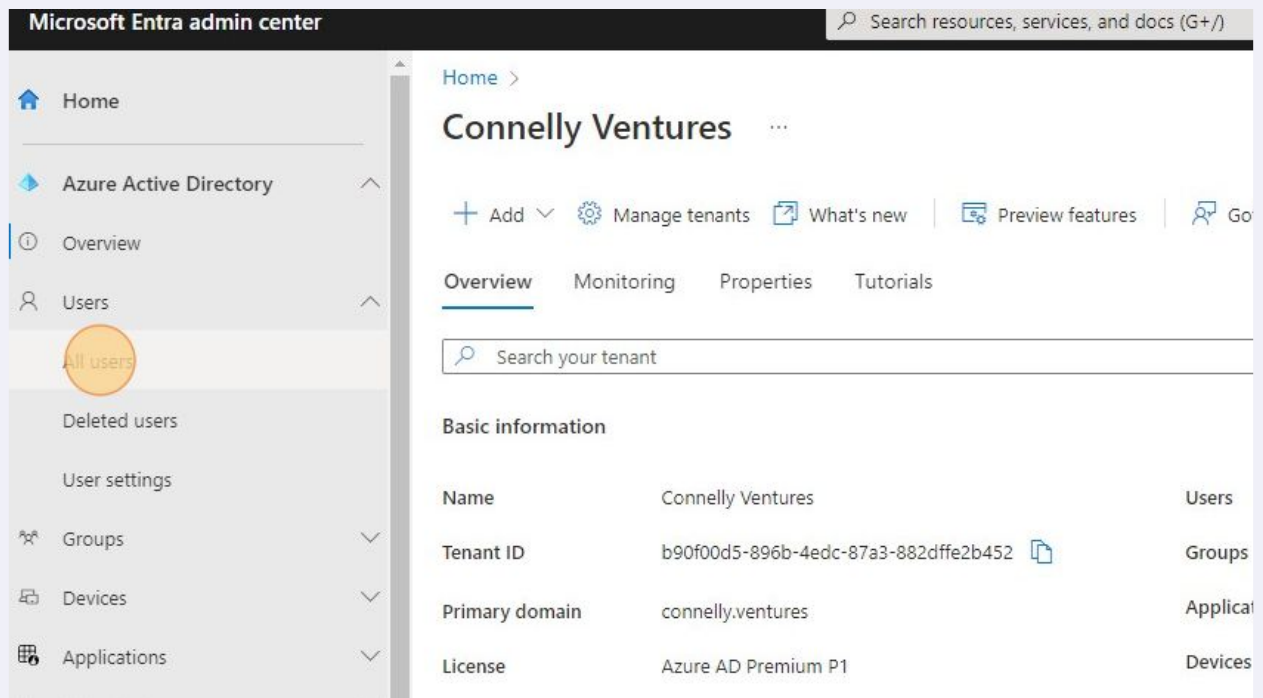 Microsoft Entra admin center
Search resources, services, and docs (G+/)
Home
Azure Active Directory
Overview
Users
All users
Deleted users
User settings
Groups
Devices
Applications
Home >
Connelly Ventures ...
Add Manage tenants What's new Preview features Go
Overview Monitoring Properties Tutorials
Search your tenant
Basic information
Name Connelly Ventures Users
Tenant ID b90f00d5-896b-4edc-87a3-882dffe2b452 Groups
Primary domain connelly.ventures Applicat
License Azure AD Premium P1 Devices